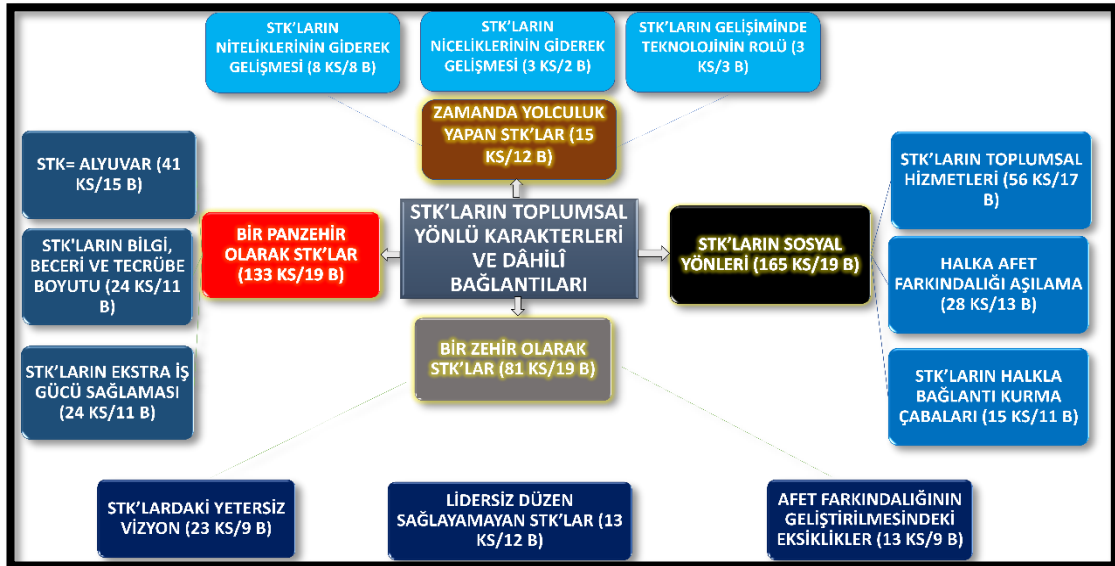 STK'LARIN
NİTELİKLERİNİN GİDEREK
GELİŞMESİ (8 KS/8 B)
STK'LARIN
NİCELİKLERİNİN GİDEREK
GELİŞMESİ (3 KS/2 B)
STK'LARIN GELİŞİMİNDE
TEKNOLOJİNİN ROLÜ (3
KS/3 B)
ZAMANDA YOLCULUK
YAPAN STK'LAR (15
KS/12 B)
STK= ALYUVAR (41
KS/15 B)
STK'LARIN BİLGİ,
BECERİ VE TECRÜBE
BOYUTU (24 KS/11
B)
STK'LARIN EKSTRA İŞ
GÜCÜ SAĞLAMASI
(24 KS/11 B)
BİR PANZEHİR
OLARAK STK'LAR
(133 KS/19 B)
STK'LARIN TOPLUMSAL
YÖNLÜ KARAKTERLERİ
VE DÂHİLÎ
BAĞLANTILARI
STK'LARIN SOSYAL
YÖNLERİ (165 KS/19 B)
STK'LARIN TOPLUMSAL
HİZMETLERİ (56 KS/17
B)
HALKA AFET
FARKINDALIĞI AŞILAMA
(28 KS/13 B)
STK'LARIN HALKLA
BAĞLANTI KURMA
ÇABALARI (15 KS/11 B)
BİR ZEHİR OLARAK
STK'LAR (81 KS/19 B)
STK'LARDAKİ YETERSİZ
VİZYON (23 KS/9 B)
LİDERSİZ DÜZEN
SAĞLAYAMAYAN STK'LAR (13
KS/12 B)
AFET FARKINDALIĞININ
GELİŞTİRİLMESİNDEKİ
EKSİKLİKLER (13 KS/9 B)